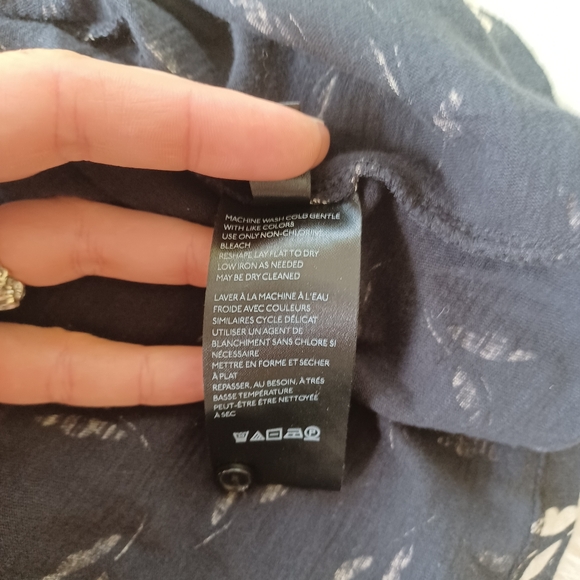 MACHINE WASH COLD GENTLE
WITH LIKE COLORS
USE ONLY NON-CHLORINE
BLEACH
RESHAPE LAY FLAT TO DRY
LOW IRON AS NEEDED
MAY BE DRY CLEANED
LAVER À LA MACHINE À L'EAU
FROIDE AVEC COULEURS
SIMILAIRES CYCLE DÉLICAT
UTILISER UN AGENT DE
BLANCHIMENT SANS CHLORE SI
NÉCESSAIRE
METTRE EN FORME ET SÉCHER
À PLAT
REPASSER, AU BESOIN, À TRÉS
BASSE TEMPÉRATURE
PEUT-ÊTRE ÊTRE NETTOYÉE
À SEC